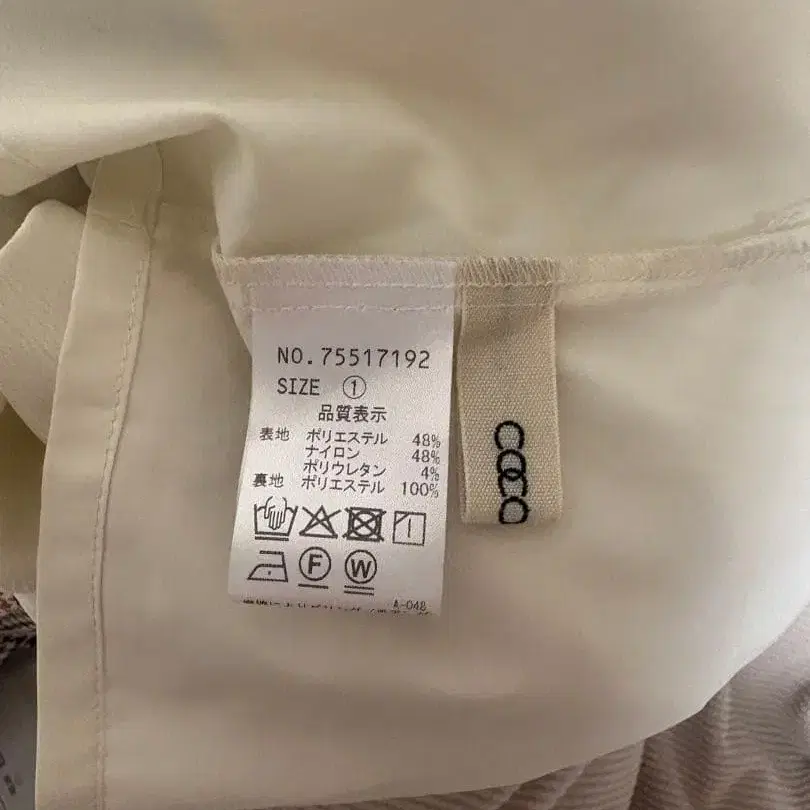 NO.75517192
SIZE ①
品質表示
表地 ポリエステル 48%
ナイロン 48%
ポリウレタン 4%
裏地 ポリエステル 100%
F W
A-048
COCO